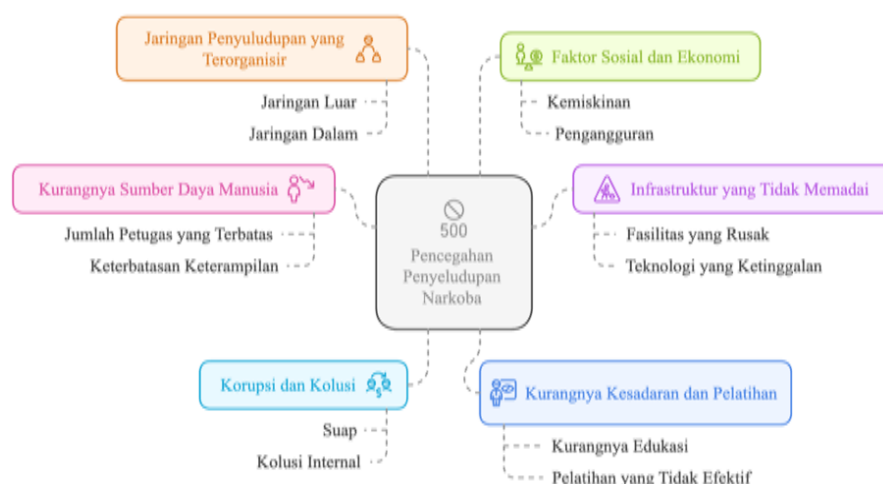 Jaringan Penyuludupan yang
Terorganisir
Jaringan Luar
Jaringan Dalam
Faktor Sosial dan Ekonomi
Kemiskinan
Pengangguran
Kurangnya Sumber Daya Manusia
Jumlah Petugas yang Terbatas
Keterbatasan Keterampilan
500
Pencegahan
Penyeludupan
Narkoba
Infrastruktur yang Tidak Memadai
Fasilitas yang Rusak
Teknologi yang Ketinggalan
Korupsi dan Kolusi
Suap
Kolusi Internal
Kurangnya Kesadaran dan Pelatihan
Kurangnya Edukasi
Pelatihan yang Tidak Efektif